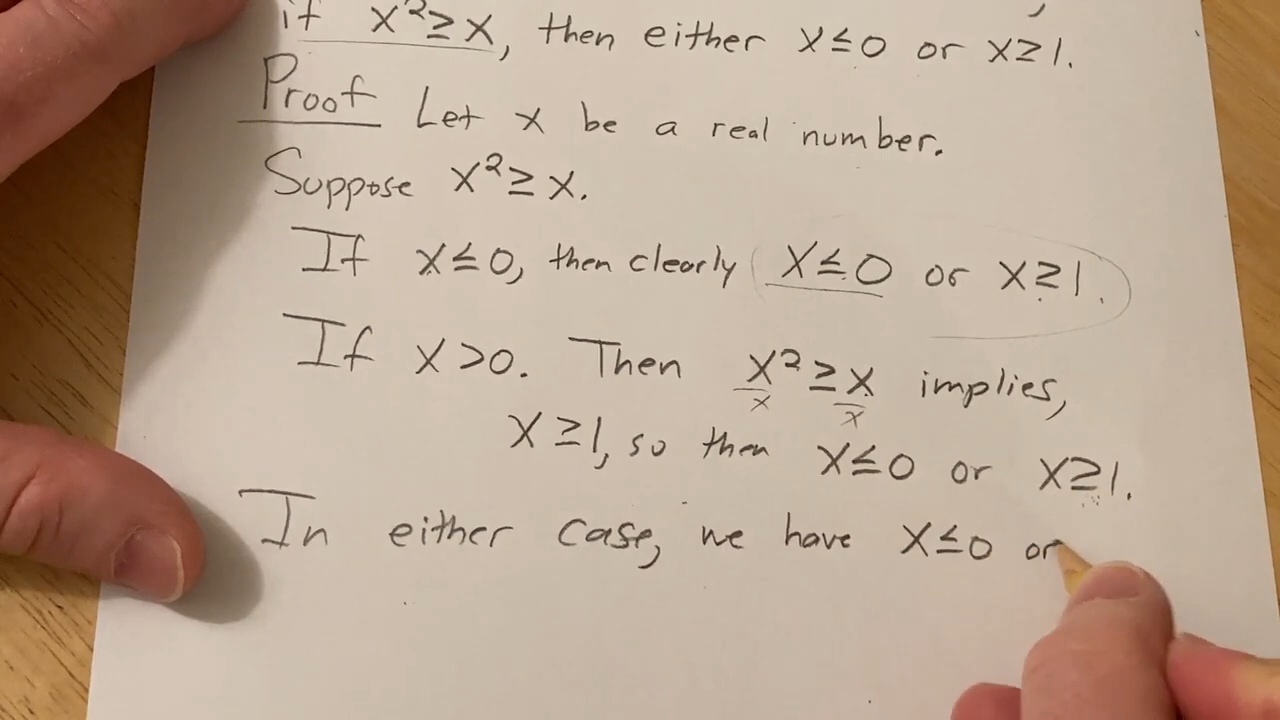 if x²≥x, then either x≤0 or x≥1.
Proof Let x be a real number.
Suppose x²≥x.
If x≤0, then clearly x≤0 or x≥1.
If x>0. Then x²/x ≥ x/x implies,
x≥1, so then x≤0 or x≥1.
In either case, we have x≤0 or